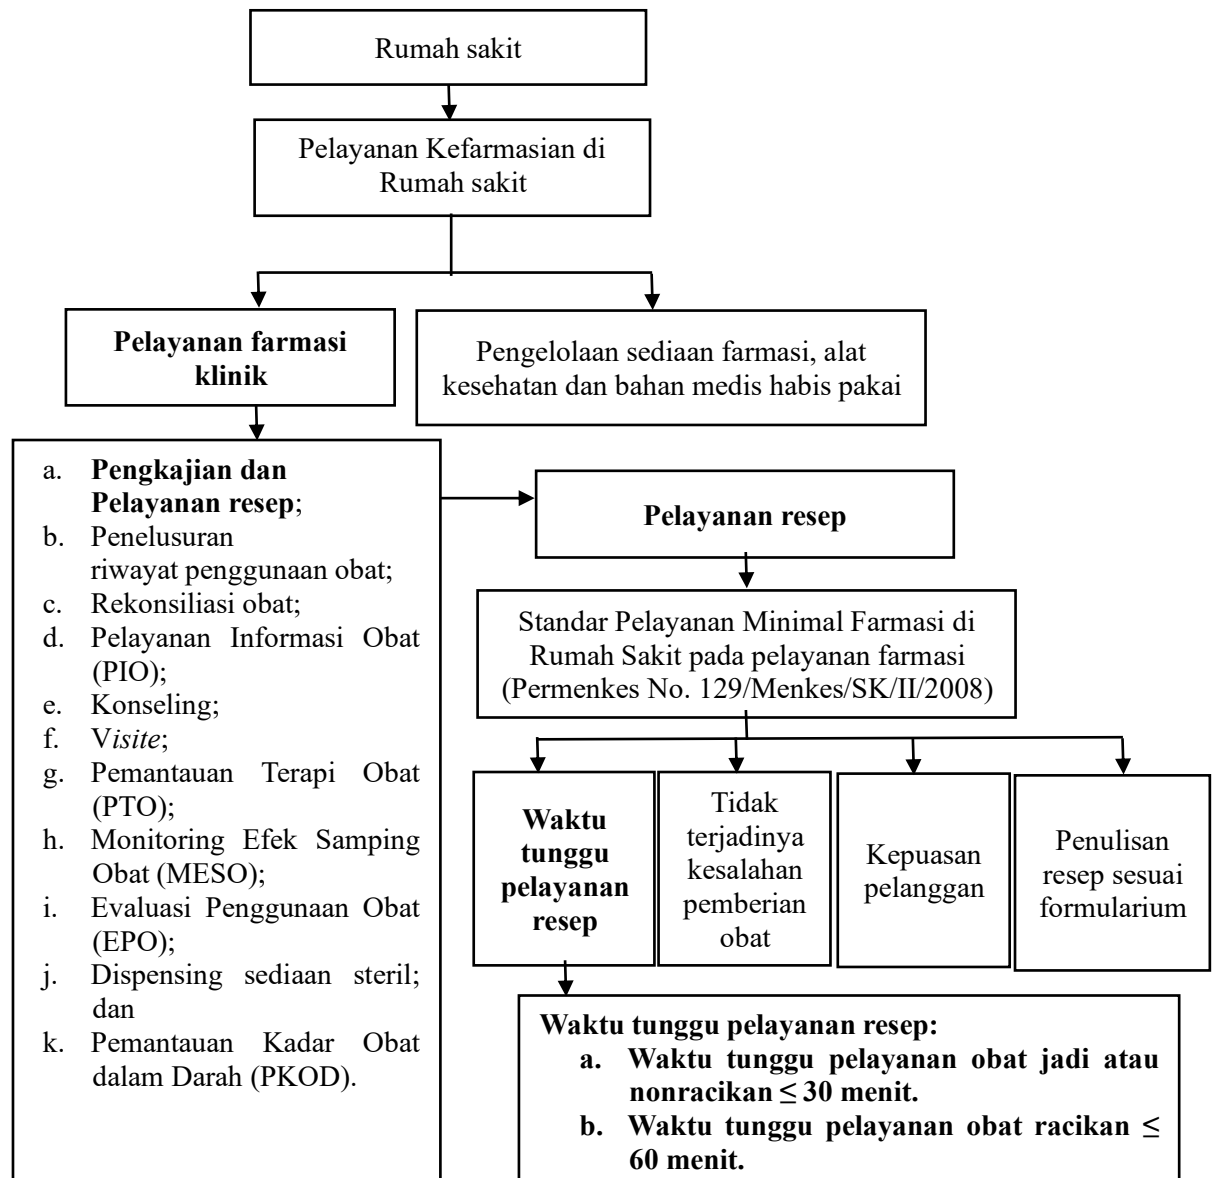 Rumah sakit
Pelayanan Kefarmasian di
Rumah sakit
Pelayanan farmasi
klinik
Pengelolaan sediaan farmasi, alat
kesehatan dan bahan medis habis pakai
a. Pengkajian dan
Pelayanan resep;
b. Penelusuran
riwayat penggunaan obat;
c. Rekonsiliasi obat;
d. Pelayanan Informasi Obat
(PIO);
e. Konseling;
f. Visite;
g. Pemantauan Terapi Obat
(PTO);
h. Monitoring Efek Samping
Obat (MESO);
i. Evaluasi Penggunaan Obat
(EPO);
j. Dispensing sediaan steril;
dan
k. Pemantauan Kadar Obat
dalam Darah (PKOD).
Pelayanan resep
Standar Pelayanan Minimal Farmasi di
Rumah Sakit pada pelayanan farmasi
(Permenkes No. 129/Menkes/SK/II/2008)
Waktu
tunggu
pelayanan
resep
Tidak
terjadinya
kesalahan
pemberian
obat
Kepuasan
pelanggan
Penulisan
resep sesuai
formularium
Waktu tunggu pelayanan resep:
a. Waktu tunggu pelayanan obat jadi atau
nonracikan ≤ 30 menit.
b. Waktu tunggu pelayanan obat racikan ≤
60 menit.